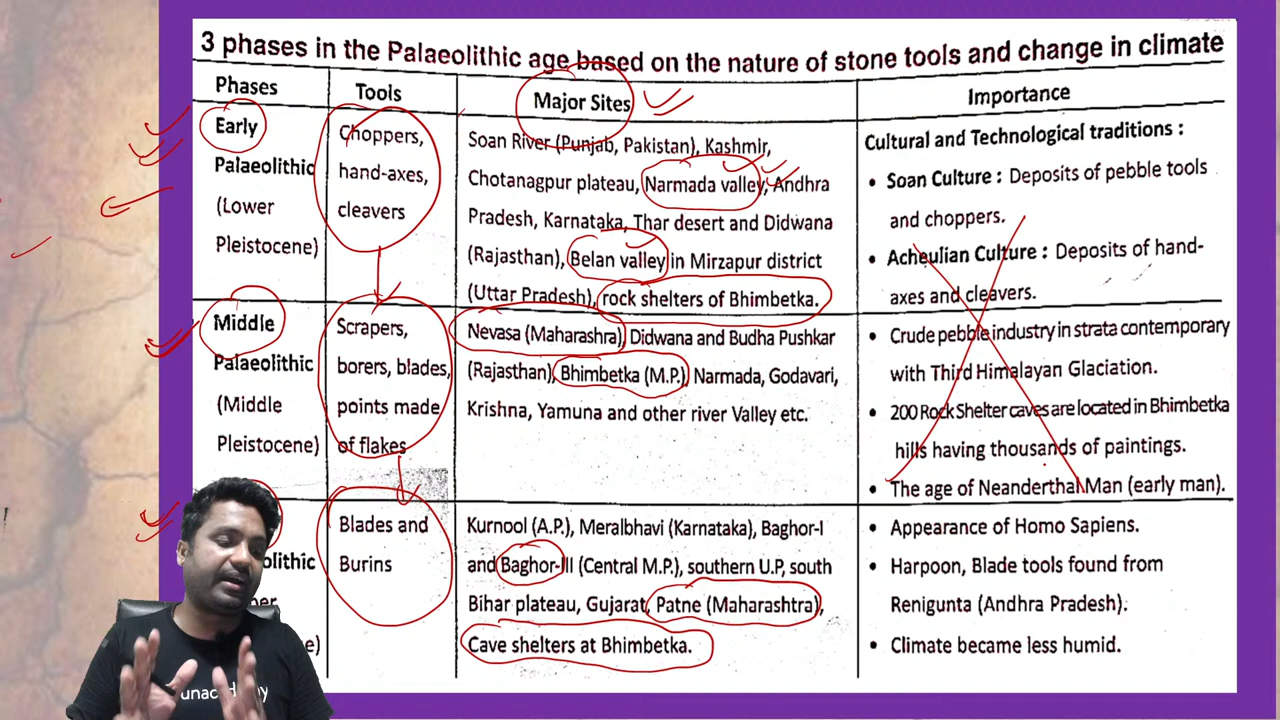 3 phases in the Palaeolithic age based on the nature of stone tools and change in climate
Phases
Tools
Major Sites
Importance
Early
Palaeolithic
(Lower
Pleistocene)
Choppers,
hand-axes,
cleavers
Soan River (Punjab, Pakistan), Kashmir,
Chotanagpur plateau, Narmada valley, Andhra
Pradesh, Karnataka, Thar desert and Didwana
(Rajasthan), Belan valley in Mirzapur district
(Uttar Pradesh), rock shelters of Bhimbetka.
Cultural and Technological traditions :
• Soan Culture : Deposits of pebble tools
and choppers.
• Acheulian Culture : Deposits of hand-
axes and cleavers.
Middle
Palaeolithic
(Middle
Pleistocene)
Scrapers,
borers, blades,
points made
of flakes
Nevasa (Maharashra), Didwana and Budha Pushkar
(Rajasthan), Bhimbetka (M.P.), Narmada, Godavari,
Krishna, Yamuna and other river Valley etc.
• Crude pebble industry in strata contemporary
with Third Himalayan Glaciation.
• 200 Rock Shelter caves are located in Bhimbetka
hills having thousands of paintings.
• The age of Neanderthal Man (early man).
Blades and
Burins
Kurnool (A.P.), Meralbhavi (Karnataka), Baghor-I
and Baghor-III (Central M.P.), southern U.P, south
Bihar plateau, Gujarat, Patne (Maharashtra),
Cave shelters at Bhimbetka.
• Appearance of Homo Sapiens.
• Harpoon, Blade tools found from
Renigunta (Andhra Pradesh).
• Climate became less humid.